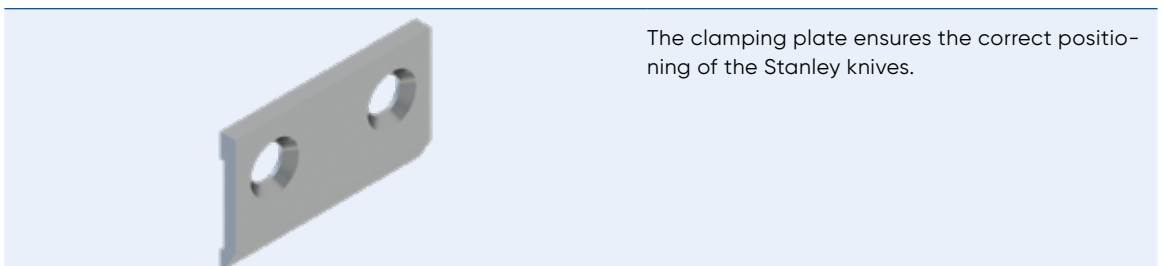 The clamping plate ensures the correct positio-
ning of the Stanley knives.